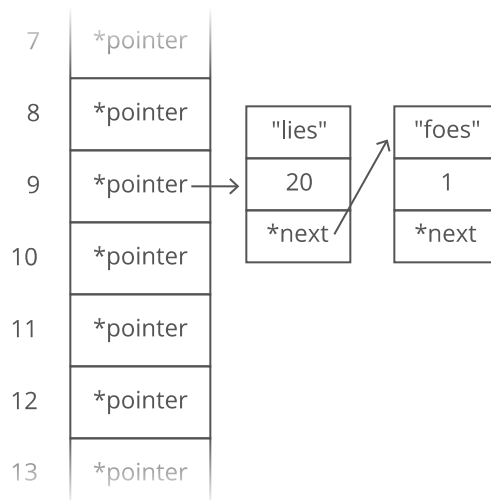 7 *pointer
8 *pointer
"lies" "foes"
9 *pointer 20 1
*next *next
10 *pointer
11 *pointer
12 *pointer
13 *pointer